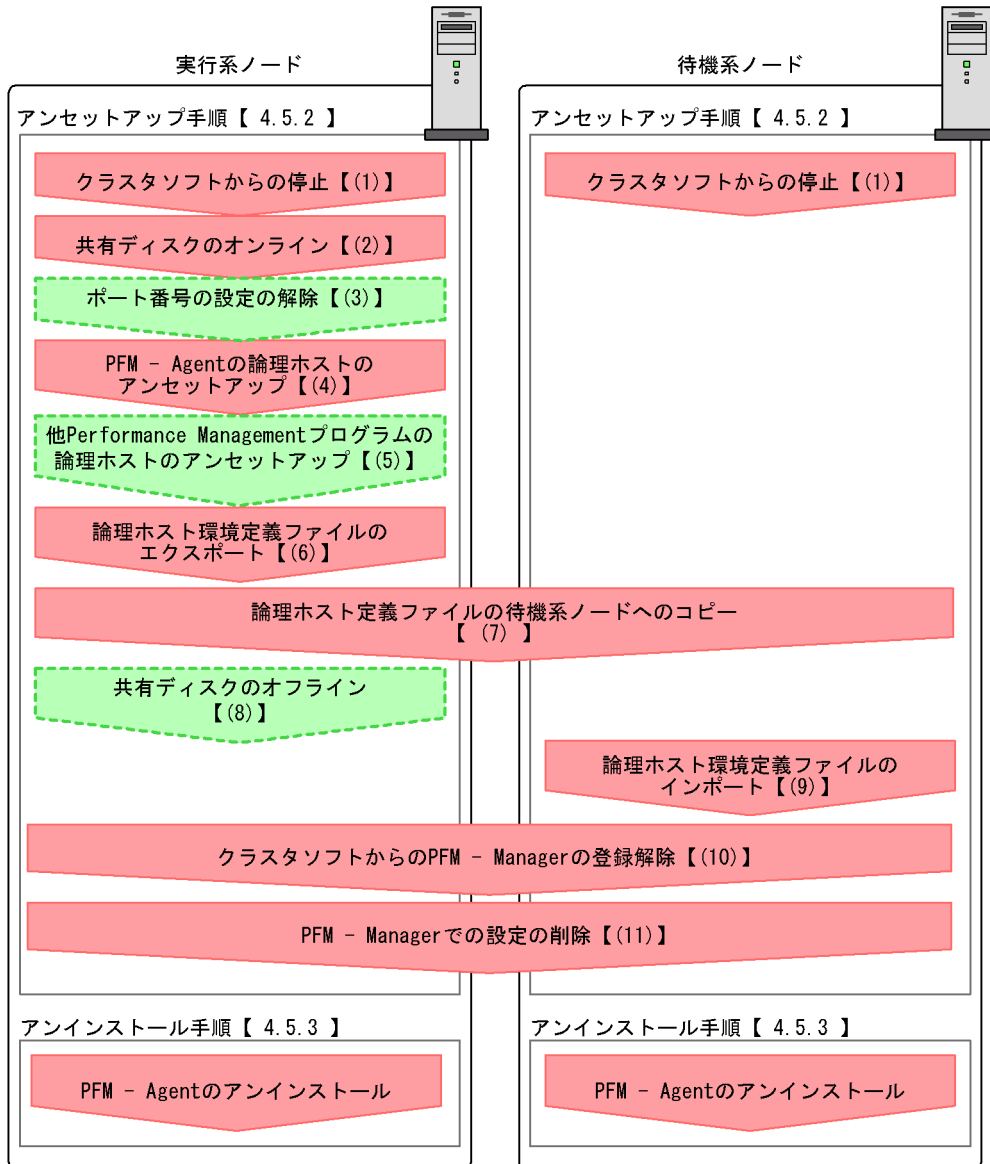 実行系ノード
待機系ノード
アンセットアップ手順【 4.5.2 】
アンセットアップ手順【 4.5.2 】
クラスタソフトからの停止【(1)】
クラスタソフトからの停止【(1)】
共有ディスクのオンライン【(2)】
ポート番号の設定の解除【(3)】
PFM - Agentの論理ホストの
アンセットアップ【(4)】
他Performance Managementプログラムの
論理ホストのアンセットアップ【(5)】
論理ホスト環境定義ファイルの
エクスポート【(6)】
論理ホスト定義ファイルの待機系ノードへのコピー
【 (7) 】
共有ディスクのオフライン
【(8)】
論理ホスト環境定義ファイルの
インポート【(9)】
クラスタソフトからのPFM - Managerの登録解除【(10)】
PFM - Managerでの設定の削除【(11)】
アンインストール手順【 4.5.3 】
アンインストール手順【 4.5.3 】
PFM - Agentのアンインストール
PFM - Agentのアンインストール